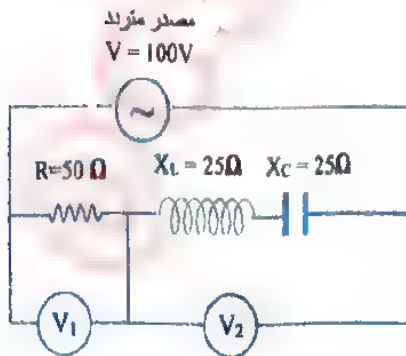 مصدر متردد
V = 100V
~
R=50 Ω
X_L = 25Ω
X_C = 25Ω
V₁
V₂